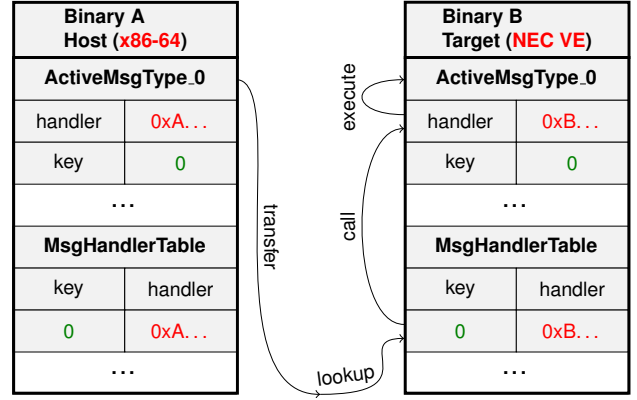 Binary A
Host (x86-64)
ActiveMsgType_0
handler 0xA...
key 0
...
MsgHandlerTable
key handler
0 0xA...
...
transfer
lookup
call
execute
Binary B
Target (NEC VE)
ActiveMsgType_0
handler 0xB...
key 0
...
MsgHandlerTable
key handler
0 0xB...
...